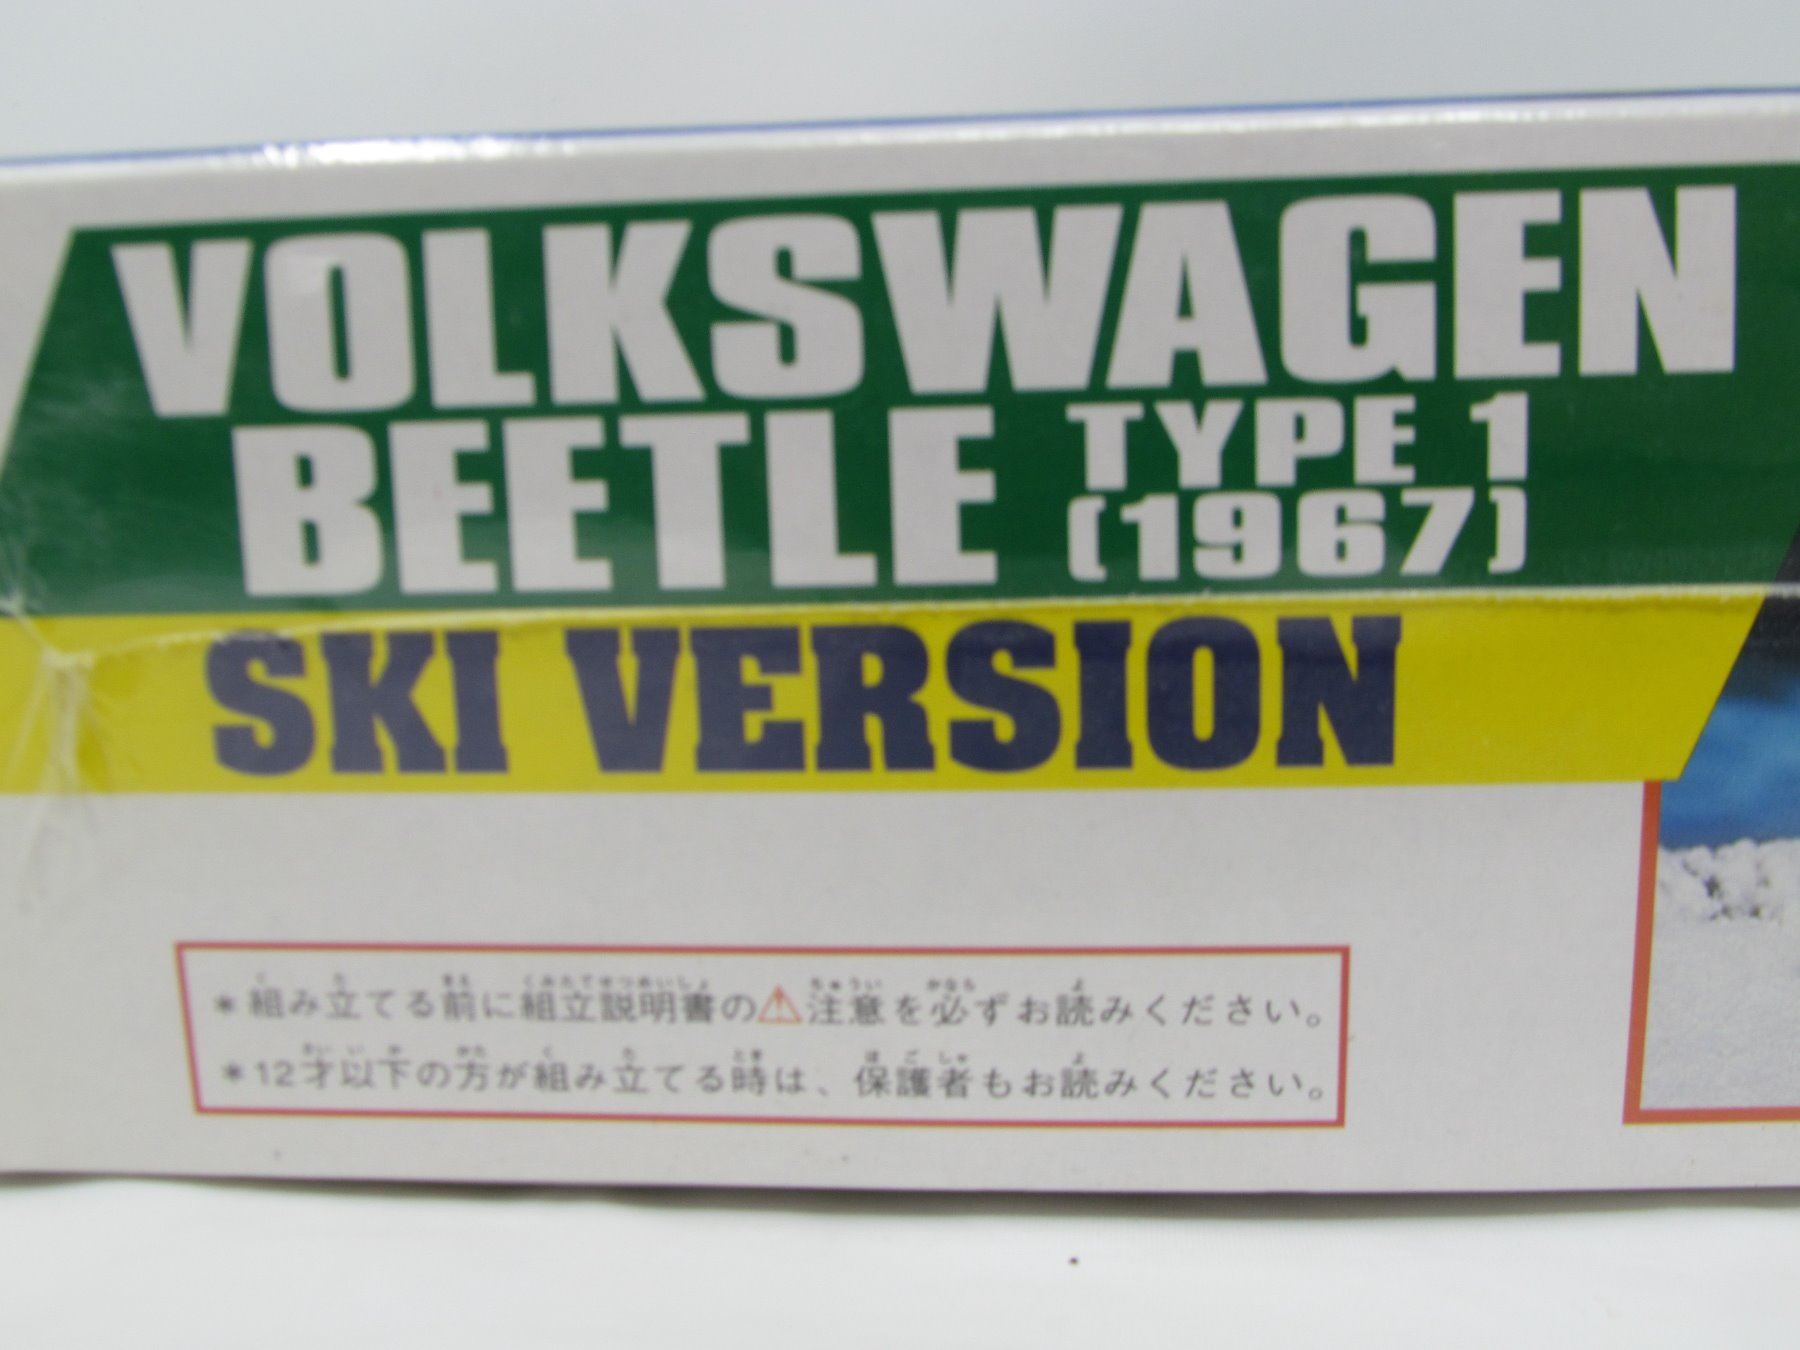 VOLKSWAGEN
BEETLE TYPE 1
(1967)
SKI VERSION
*組み立てる前に組立説明書の⚠注意を必ずお読みください。
*12才以下の方が組み立てる時は、保護者もお読みください。